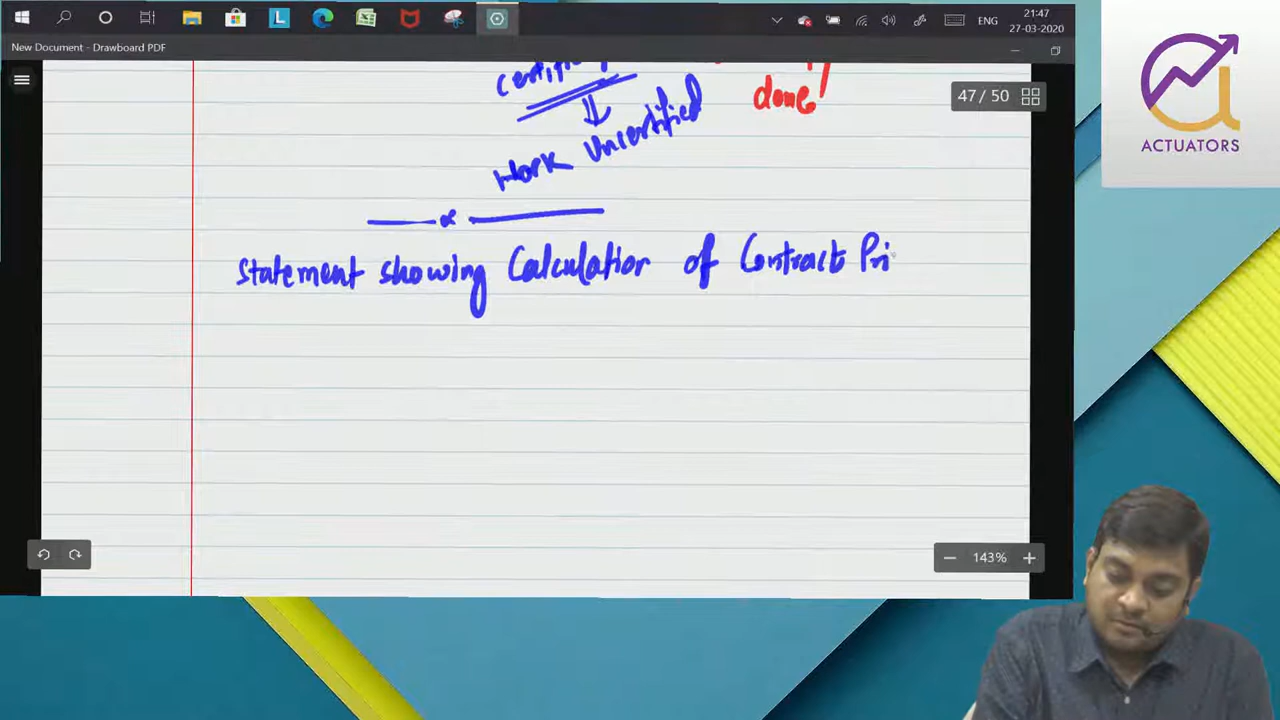 21:47
ENG
27-03-2020
New Document - Drawboard PDF
done
47 / 50
Work Uncertified
Statement showing Calculation of Contract Pri
143%
ACTUATORS